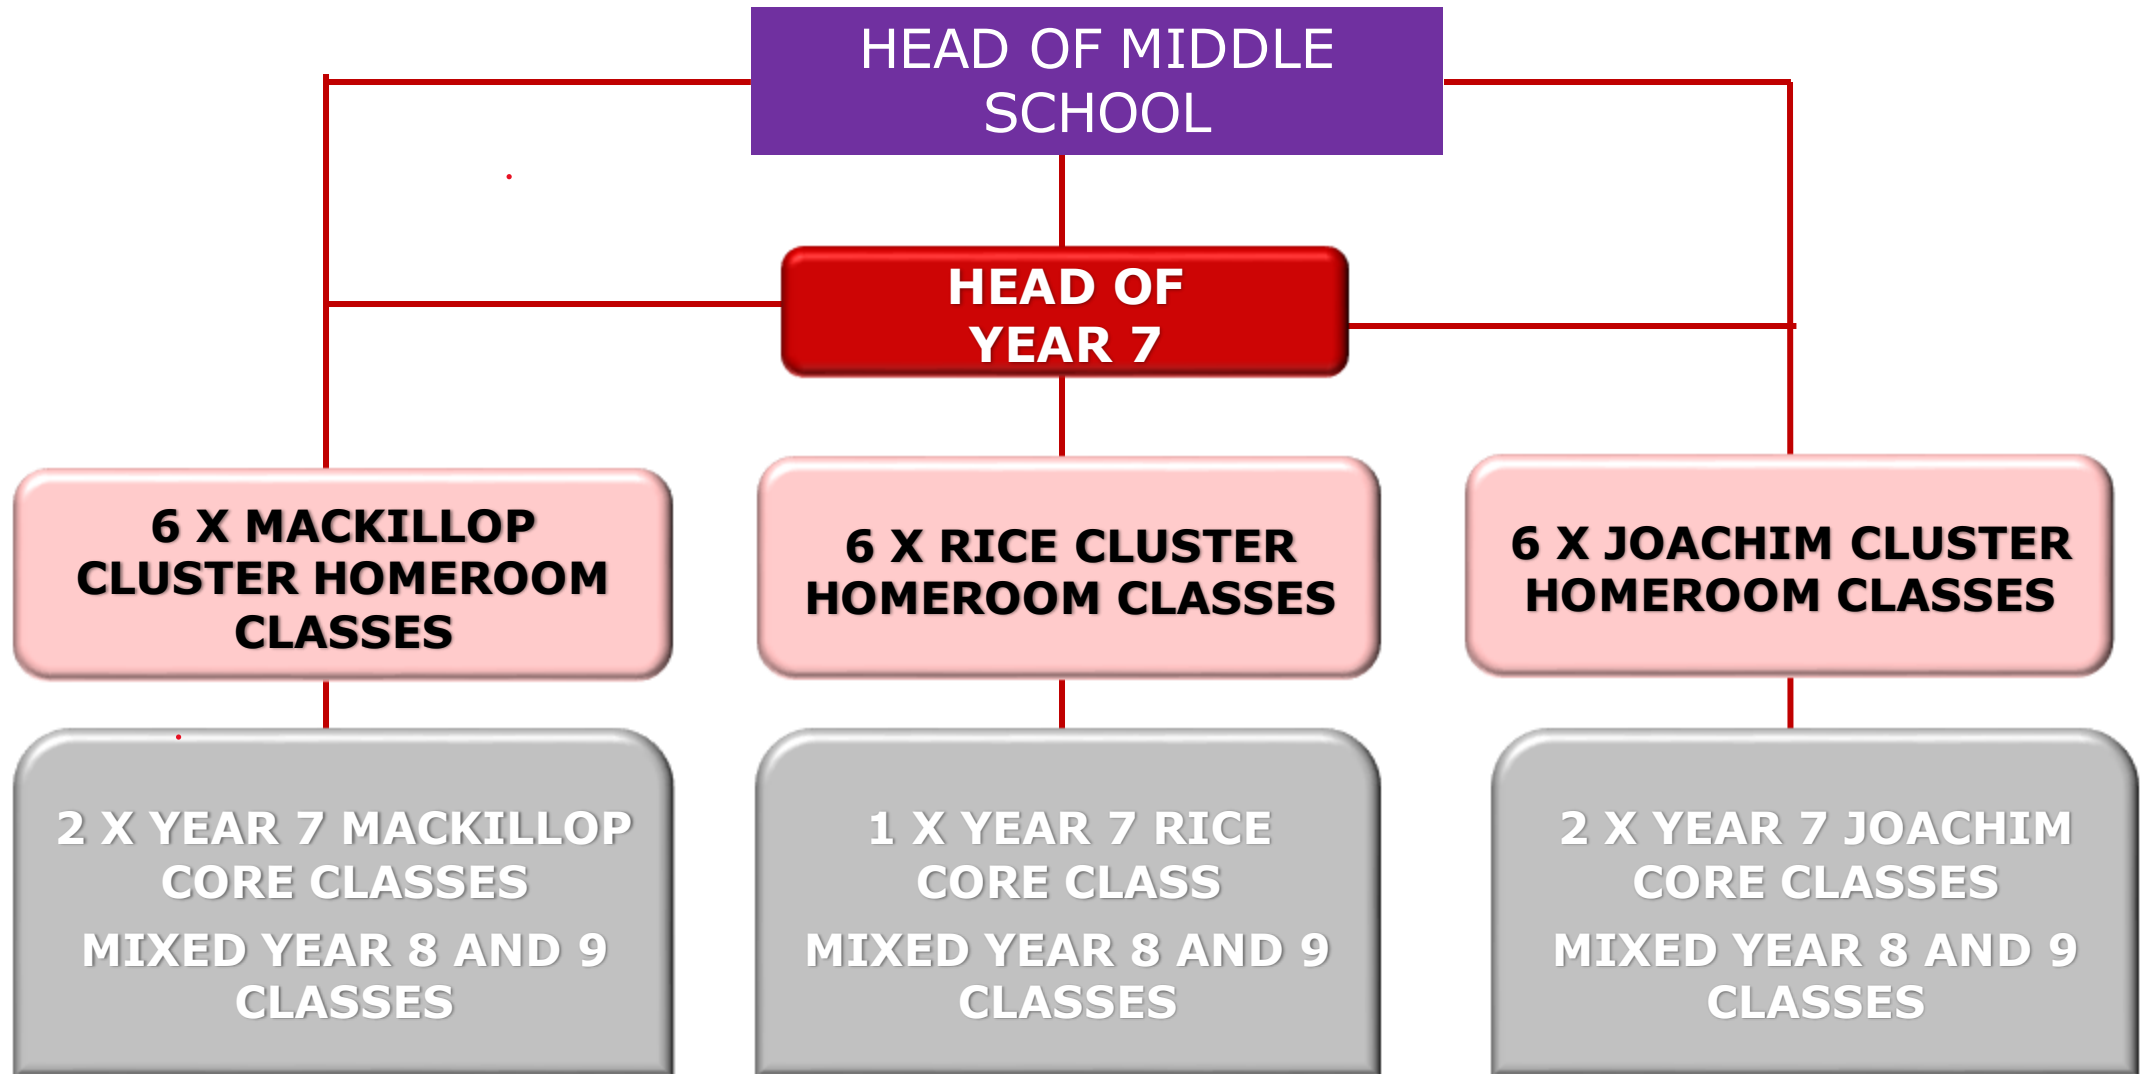 HEAD OF MIDDLE
SCHOOL
HEAD OF
YEAR 7
6 X MACKILLOP
CLUSTER HOMEROOM
CLASSES
6 X RICE CLUSTER
HOMEROOM CLASSES
6 X JOACHIM CLUSTER
HOMEROOM CLASSES
2 X YEAR 7 MACKILLOP
CORE CLASSES
MIXED YEAR 8 AND 9
CLASSES
1 X YEAR 7 RICE
CORE CLASS
MIXED YEAR 8 AND 9
CLASSES
2 X YEAR 7 JOACHIM
CORE CLASSES
MIXED YEAR 8 AND 9
CLASSES